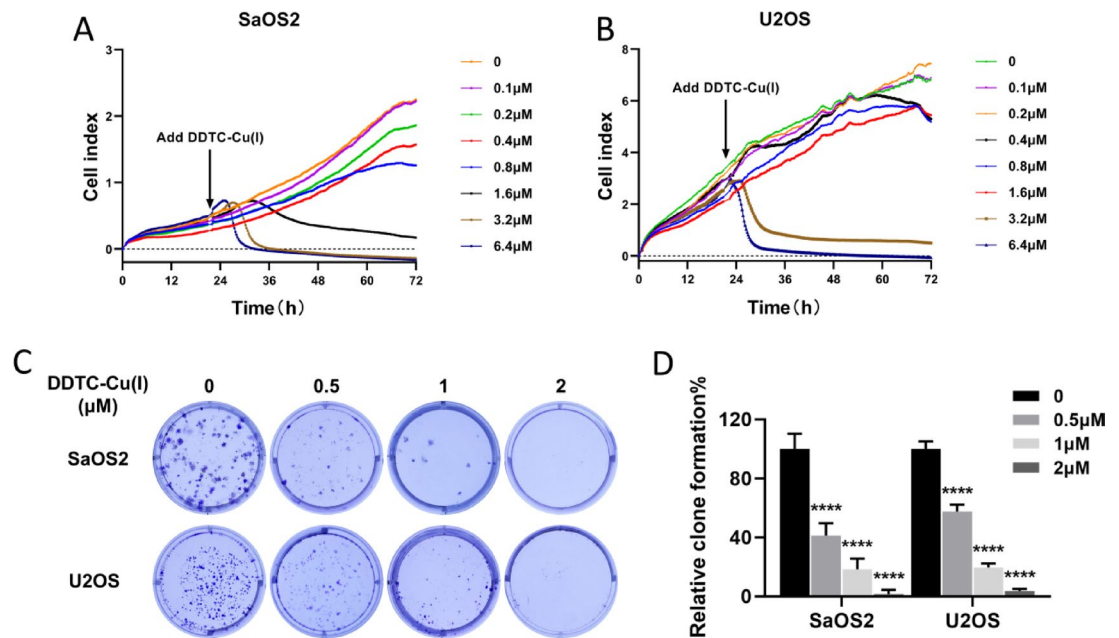 A
SaOS2
3
2
1
0
Cell index
Add DDTC-Cu(I)
0
12
24
36
48
60
72
Time（h）
0
0.1μM
0.2μM
0.4μM
0.8μM
1.6μM
3.2μM
6.4μM
B
U2OS
8
6
4
2
0
Cell index
Add DDTC-Cu(I)
0
12
24
36
48
60
72
Time（h）
0
0.1μM
0.2μM
0.4μM
0.8μM
1.6μM
3.2μM
6.4μM
C
DDTC-Cu(I)
(μM)
0
0.5
1
2
SaOS2
U2OS
D
Relative clone formation%
120
80
40
0
****
****
****
****
****
****
SaOS2
U2OS
0
0.5μM
1μM
2μM